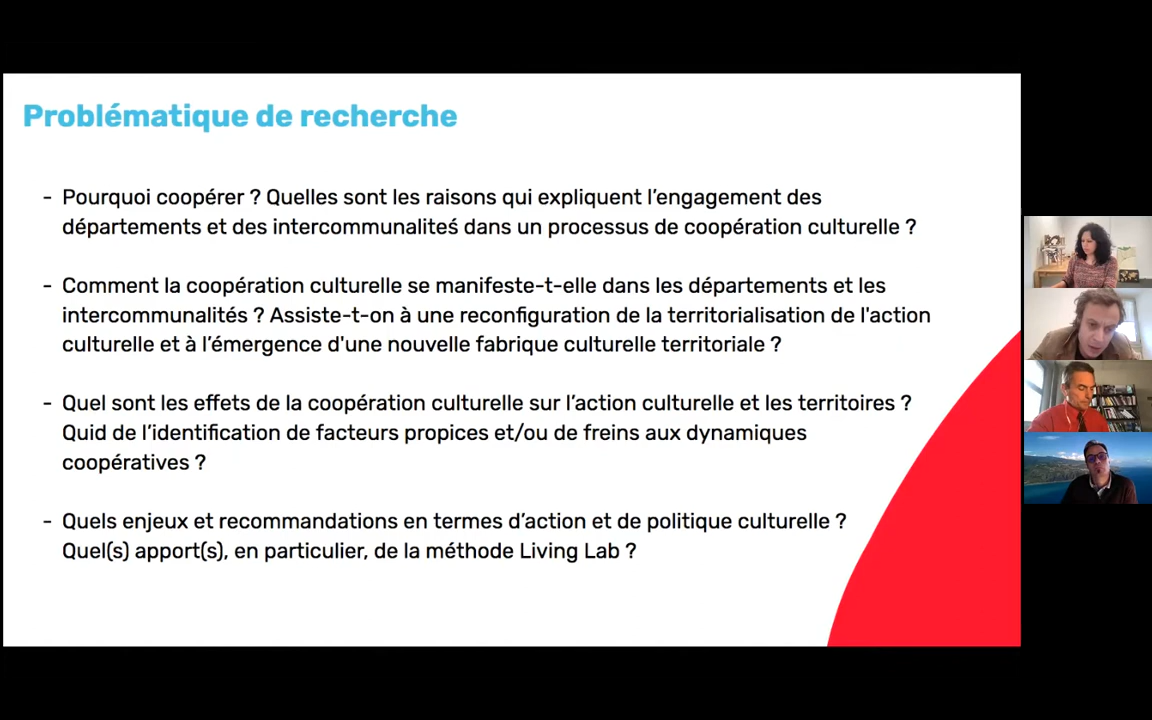 Problématique de recherche
- Pourquoi coopérer ? Quelles sont les raisons qui expliquent l'engagement des
départements et des intercommunalités dans un processus de coopération culturelle ?
- Comment la coopération culturelle se manifeste-t-elle dans les départements et les
intercommunalités ? Assiste-t-on à une reconfiguration de la territorialisation de l'action
culturelle et à l'émergence d'une nouvelle fabrique culturelle territoriale ?
- Quel sont les effets de la coopération culturelle sur l'action culturelle et les territoires ?
Quid de l'identification de facteurs propices et/ou de freins aux dynamiques
coopératives ?
- Quels enjeux et recommandations en termes d'action et de politique culturelle ?
Quel(s) apport(s), en particulier, de la méthode Living Lab ?